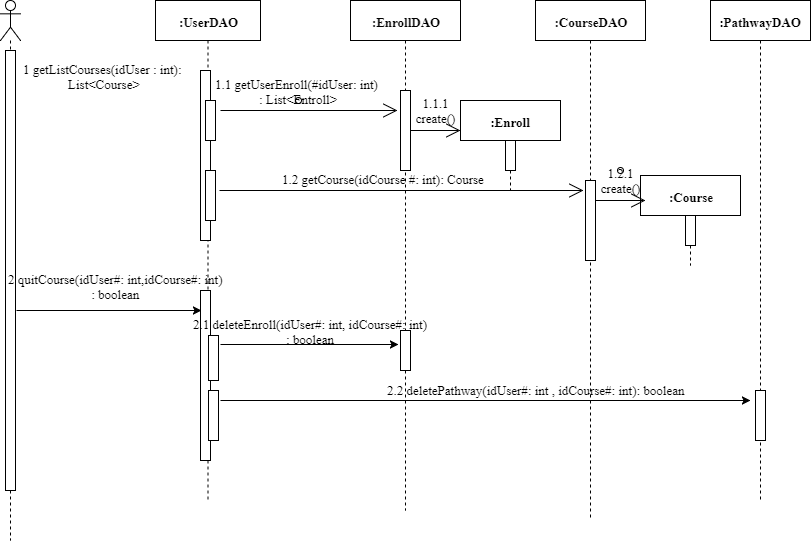 :UserDAO
:EnrollDAO
:CourseDAO
:PathwayDAO
1 getListCourses(idUser : int):
List<Course>
1.1 getUserEnroll(#idUser: int)
: List<Entroll>
1.1.1
create()
:Enroll
1.2 getCourse(idCourse #: int): Course
1.2.1
create()
:Course
2 quitCourse(idUser#: int,idCourse#: int)
: boolean
2.1 deleteEnroll(idUser#: int, idCourse#: int)
: boolean
2.2 deletePathway(idUser#: int , idCourse#: int): boolean